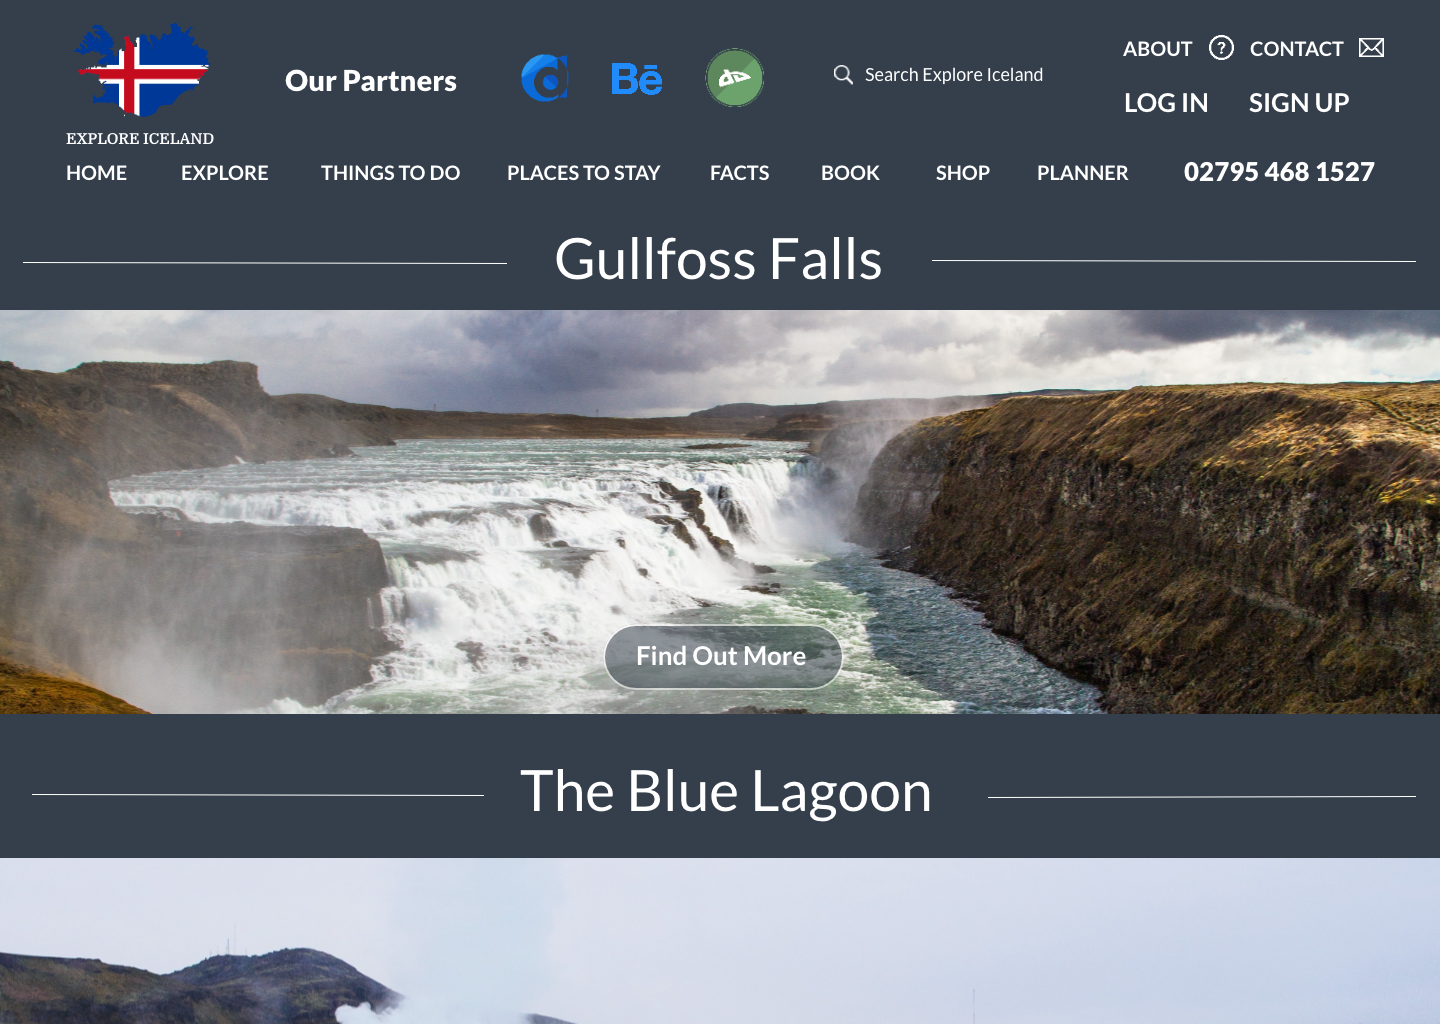 EXPLORE ICELAND
Our Partners
Bē
Search Explore Iceland
ABOUT ? CONTACT
LOG IN SIGN UP
HOME EXPLORE THINGS TO DO PLACES TO STAY FACTS BOOK SHOP PLANNER 02795 468 1527
Gullfoss Falls
Find Out More
The Blue Lagoon